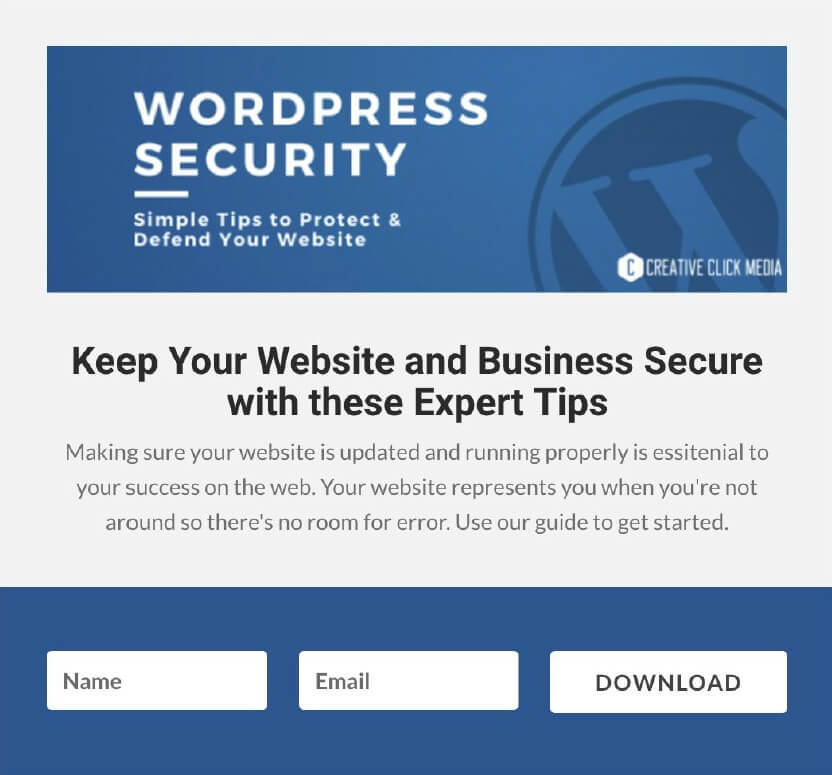 WORDPRESS
SECURITY
Simple Tips to Protect &
Defend Your Website
C CREATIVE CLICK MEDIA
Keep Your Website and Business Secure
with these Expert Tips
Making sure your website is updated and running properly is essitenial to
your success on the web. Your website represents you when you're not
around so there's no room for error. Use our guide to get started.
Name
Email
DOWNLOAD